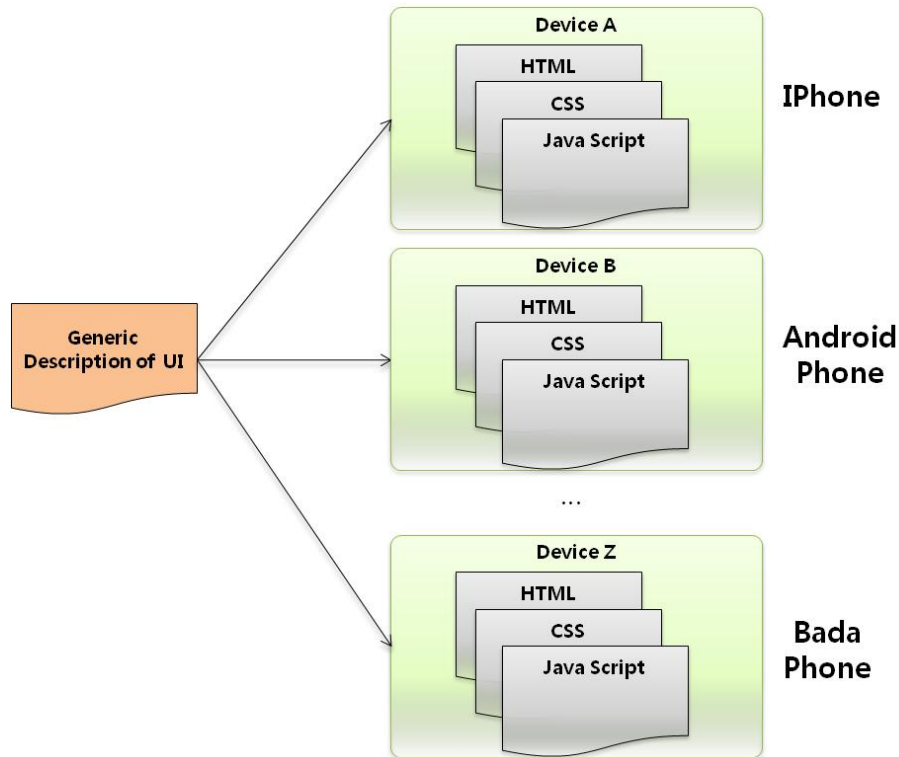 Device A
HTML
CSS
Java Script
IPhone
Generic
Description of UI
Device B
HTML
CSS
Java Script
Android
Phone
...
Device Z
HTML
CSS
Java Script
Bada
Phone